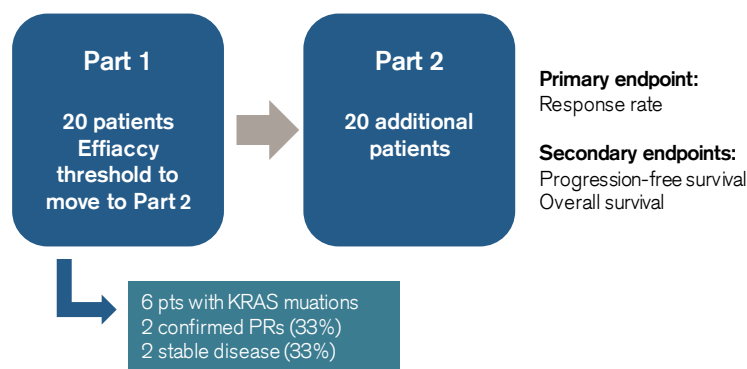 Part 1
20 patients
Effiaccy
threshold to
move to Part 2
Part 2
20 additional
patients
Primary endpoint:
Response rate
Secondary endpoints:
Progression-free survival
Overall survival
6 pts with KRAS muations
2 confirmed PRs (33%)
2 stable disease (33%)